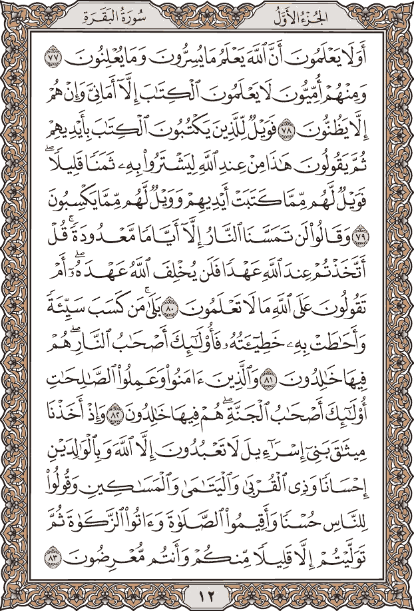 الجُزءُ الأَوَّلُ سُورَةُ البَقَرَةِ
أَوَلَا يَعْلَمُونَ أَنَّ ٱللَّهَ يَعْلَمُ مَا يُسِرُّونَ وَمَا يُعْلِنُونَ ٧٧
وَمِنْهُمْ أُمِّيُّونَ لَا يَعْلَمُونَ ٱلْكِتَٰبَ إِلَّآ أَمَانِيَّ وَإِنْ هُمْ
إِلَّا يَظُنُّونَ ٧٨ فَوَيْلٌ لِّلَّذِينَ يَكْتُبُونَ ٱلْكِتَٰبَ بِأَيْدِيهِمْ
ثُمَّ يَقُولُونَ هَٰذَا مِنْ عِندِ ٱللَّهِ لِيَشْتَرُوا۟ بِهِۦ ثَمَنًا قَلِيلًا ۖ
فَوَيْلٌ لَّهُم مِّمَّا كَتَبَتْ أَيْدِيهِمْ وَوَيْلٌ لَّهُم مِّمَّا يَكْسِبُونَ
٧٩ وَقَالُوا۟ لَن تَمَسَّنَا ٱلنَّارُ إِلَّآ أَيَّامًا مَّعْدُودَةً ۚ قُلْ
أَتَّخَذْتُمْ عِندَ ٱللَّهِ عَهْدًا فَلَن يُخْلِفَ ٱللَّهُ عَهْدَهُۥٓ ۖ أَمْ
تَقُولُونَ عَلَى ٱللَّهِ مَا لَا تَعْلَمُونَ ٨٠ بَلَىٰ ۚ مَن كَسَبَ سَيِّئَةً
وَأَحَٰطَتْ بِهِۦ خَطِيٓـَٔتُهُۥ فَأُو۟لَٰٓئِكَ أَصْحَٰبُ ٱلنَّارِ ۖ هُمْ
فِيهَا خَٰلِدُونَ ٨١ وَٱلَّذِينَ ءَامَنُوا۟ وَعَمِلُوا۟ ٱلصَّٰلِحَٰتِ
أُو۟لَٰٓئِكَ أَصْحَٰبُ ٱلْجَنَّةِ ۖ هُمْ فِيهَا خَٰلِدُونَ ٨٢ وَإِذْ أَخَذْنَا
مِيثَٰقَ بَنِىٓ إِسْرَٰٓءِيلَ لَا تَعْبُدُونَ إِلَّا ٱللَّهَ وَبِٱلْوَٰلِدَيْنِ
إِحْسَانًا وَذِى ٱلْقُرْبَىٰ وَٱلْيَتَٰمَىٰ وَٱلْمَسَٰكِينِ وَقُولُوا۟
لِلنَّاسِ حُسْنًا وَأَقِيمُوا۟ ٱلصَّلَوٰةَ وَءَاتُوا۟ ٱلزَّكَوٰةَ ثُمَّ
تَوَلَّيْتُمْ إِلَّا قَلِيلًا مِّنكُمْ وَأَنتُم مُّعْرِضُونَ ٨٣
١٢